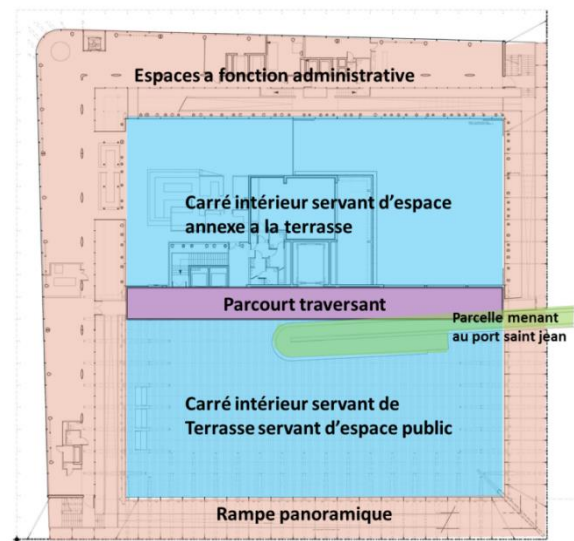 Espaces a fonction administrative
Carré intérieur servant d'espace
annexe a la terrasse
Parcourt traversant
Parcelle menant
au port saint jean
Carré intérieur servant de
Terrasse servant d'espace public
Rampe panoramique